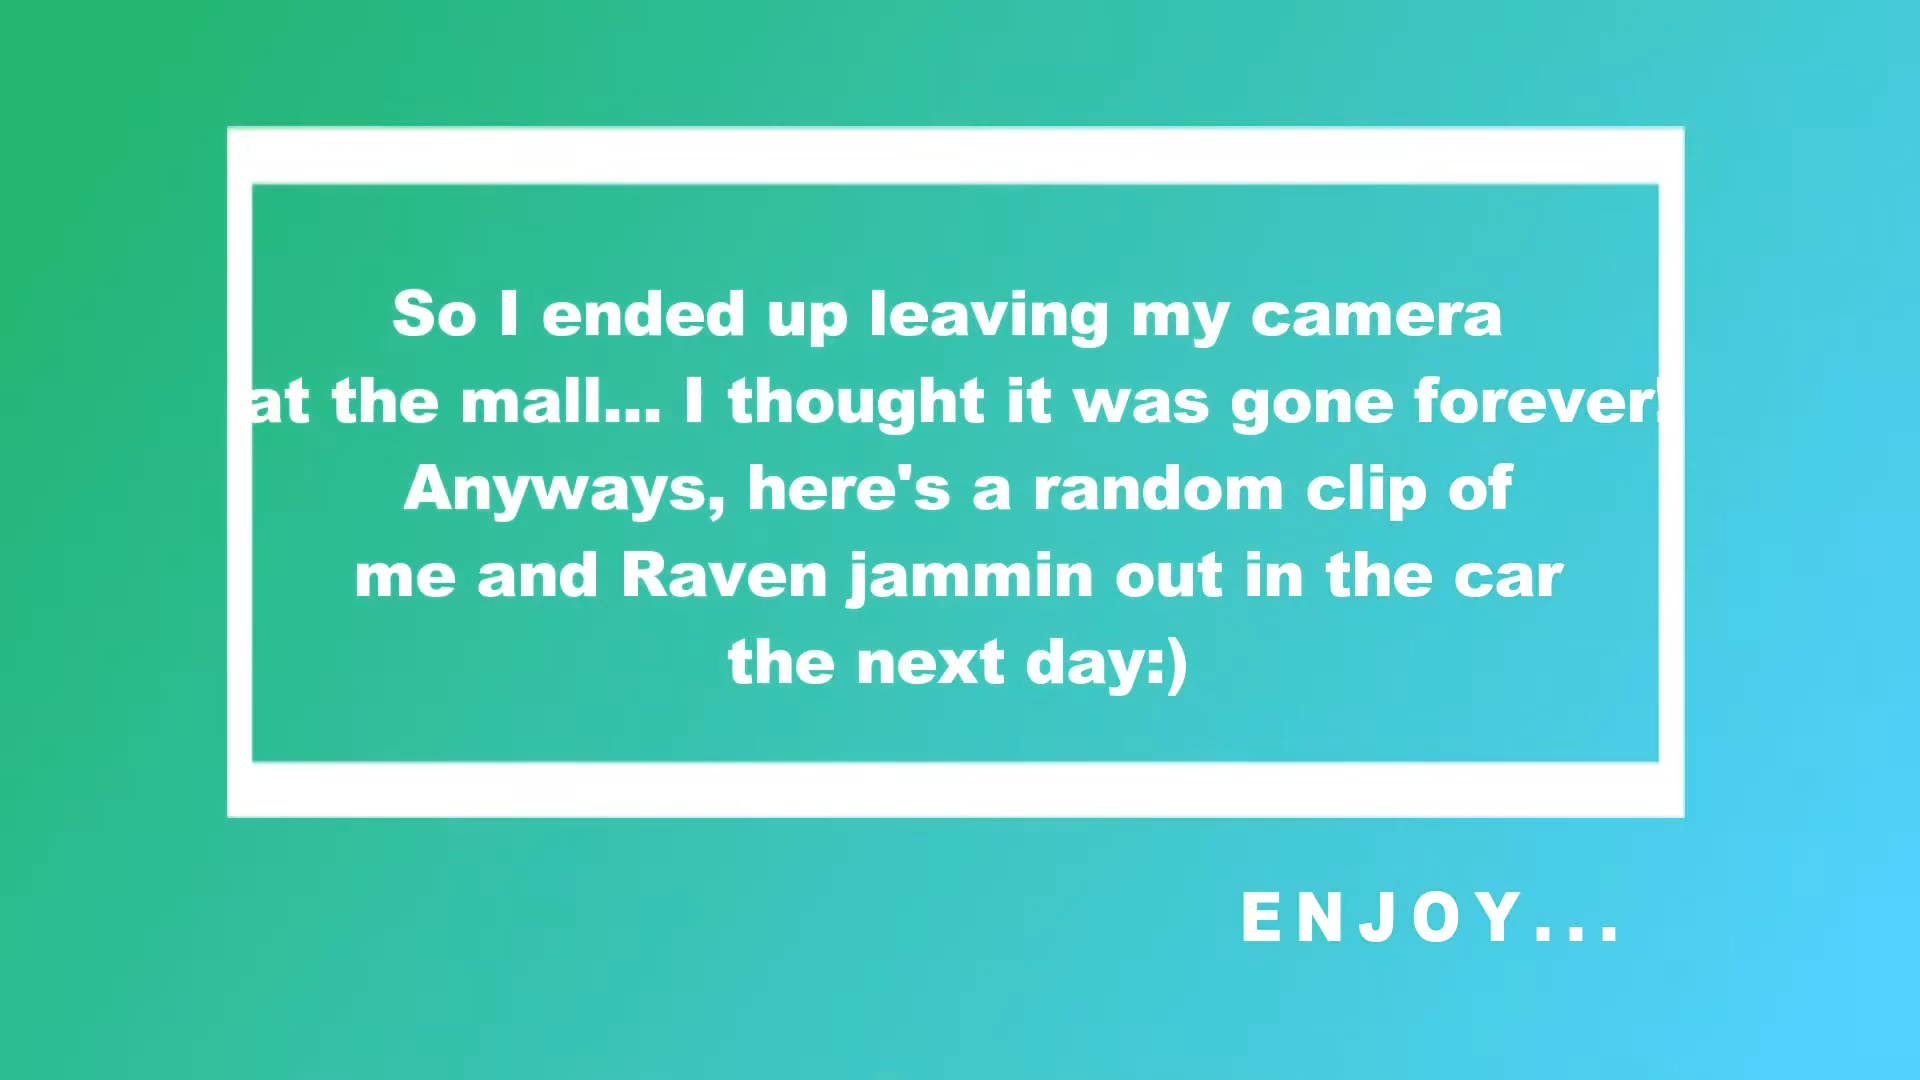 So I ended up leaving my camera
at the mall... I thought it was gone forever!
Anyways, here's a random clip of
me and Raven jammin out in the car
the next day:)
ENJOY...